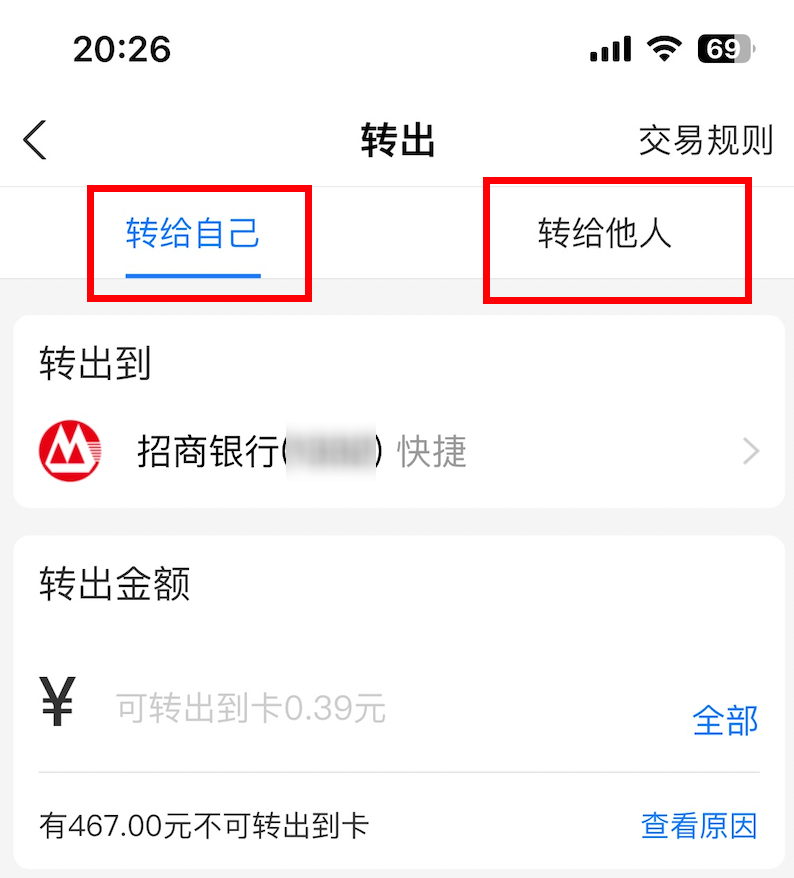 20:26
69
转出
交易规则
转给自己
转给他人
转出到
招商银行( ) 快捷
转出金额
¥ 可转出到卡0.39元
全部
有467.00元不可转出到卡
查看原因